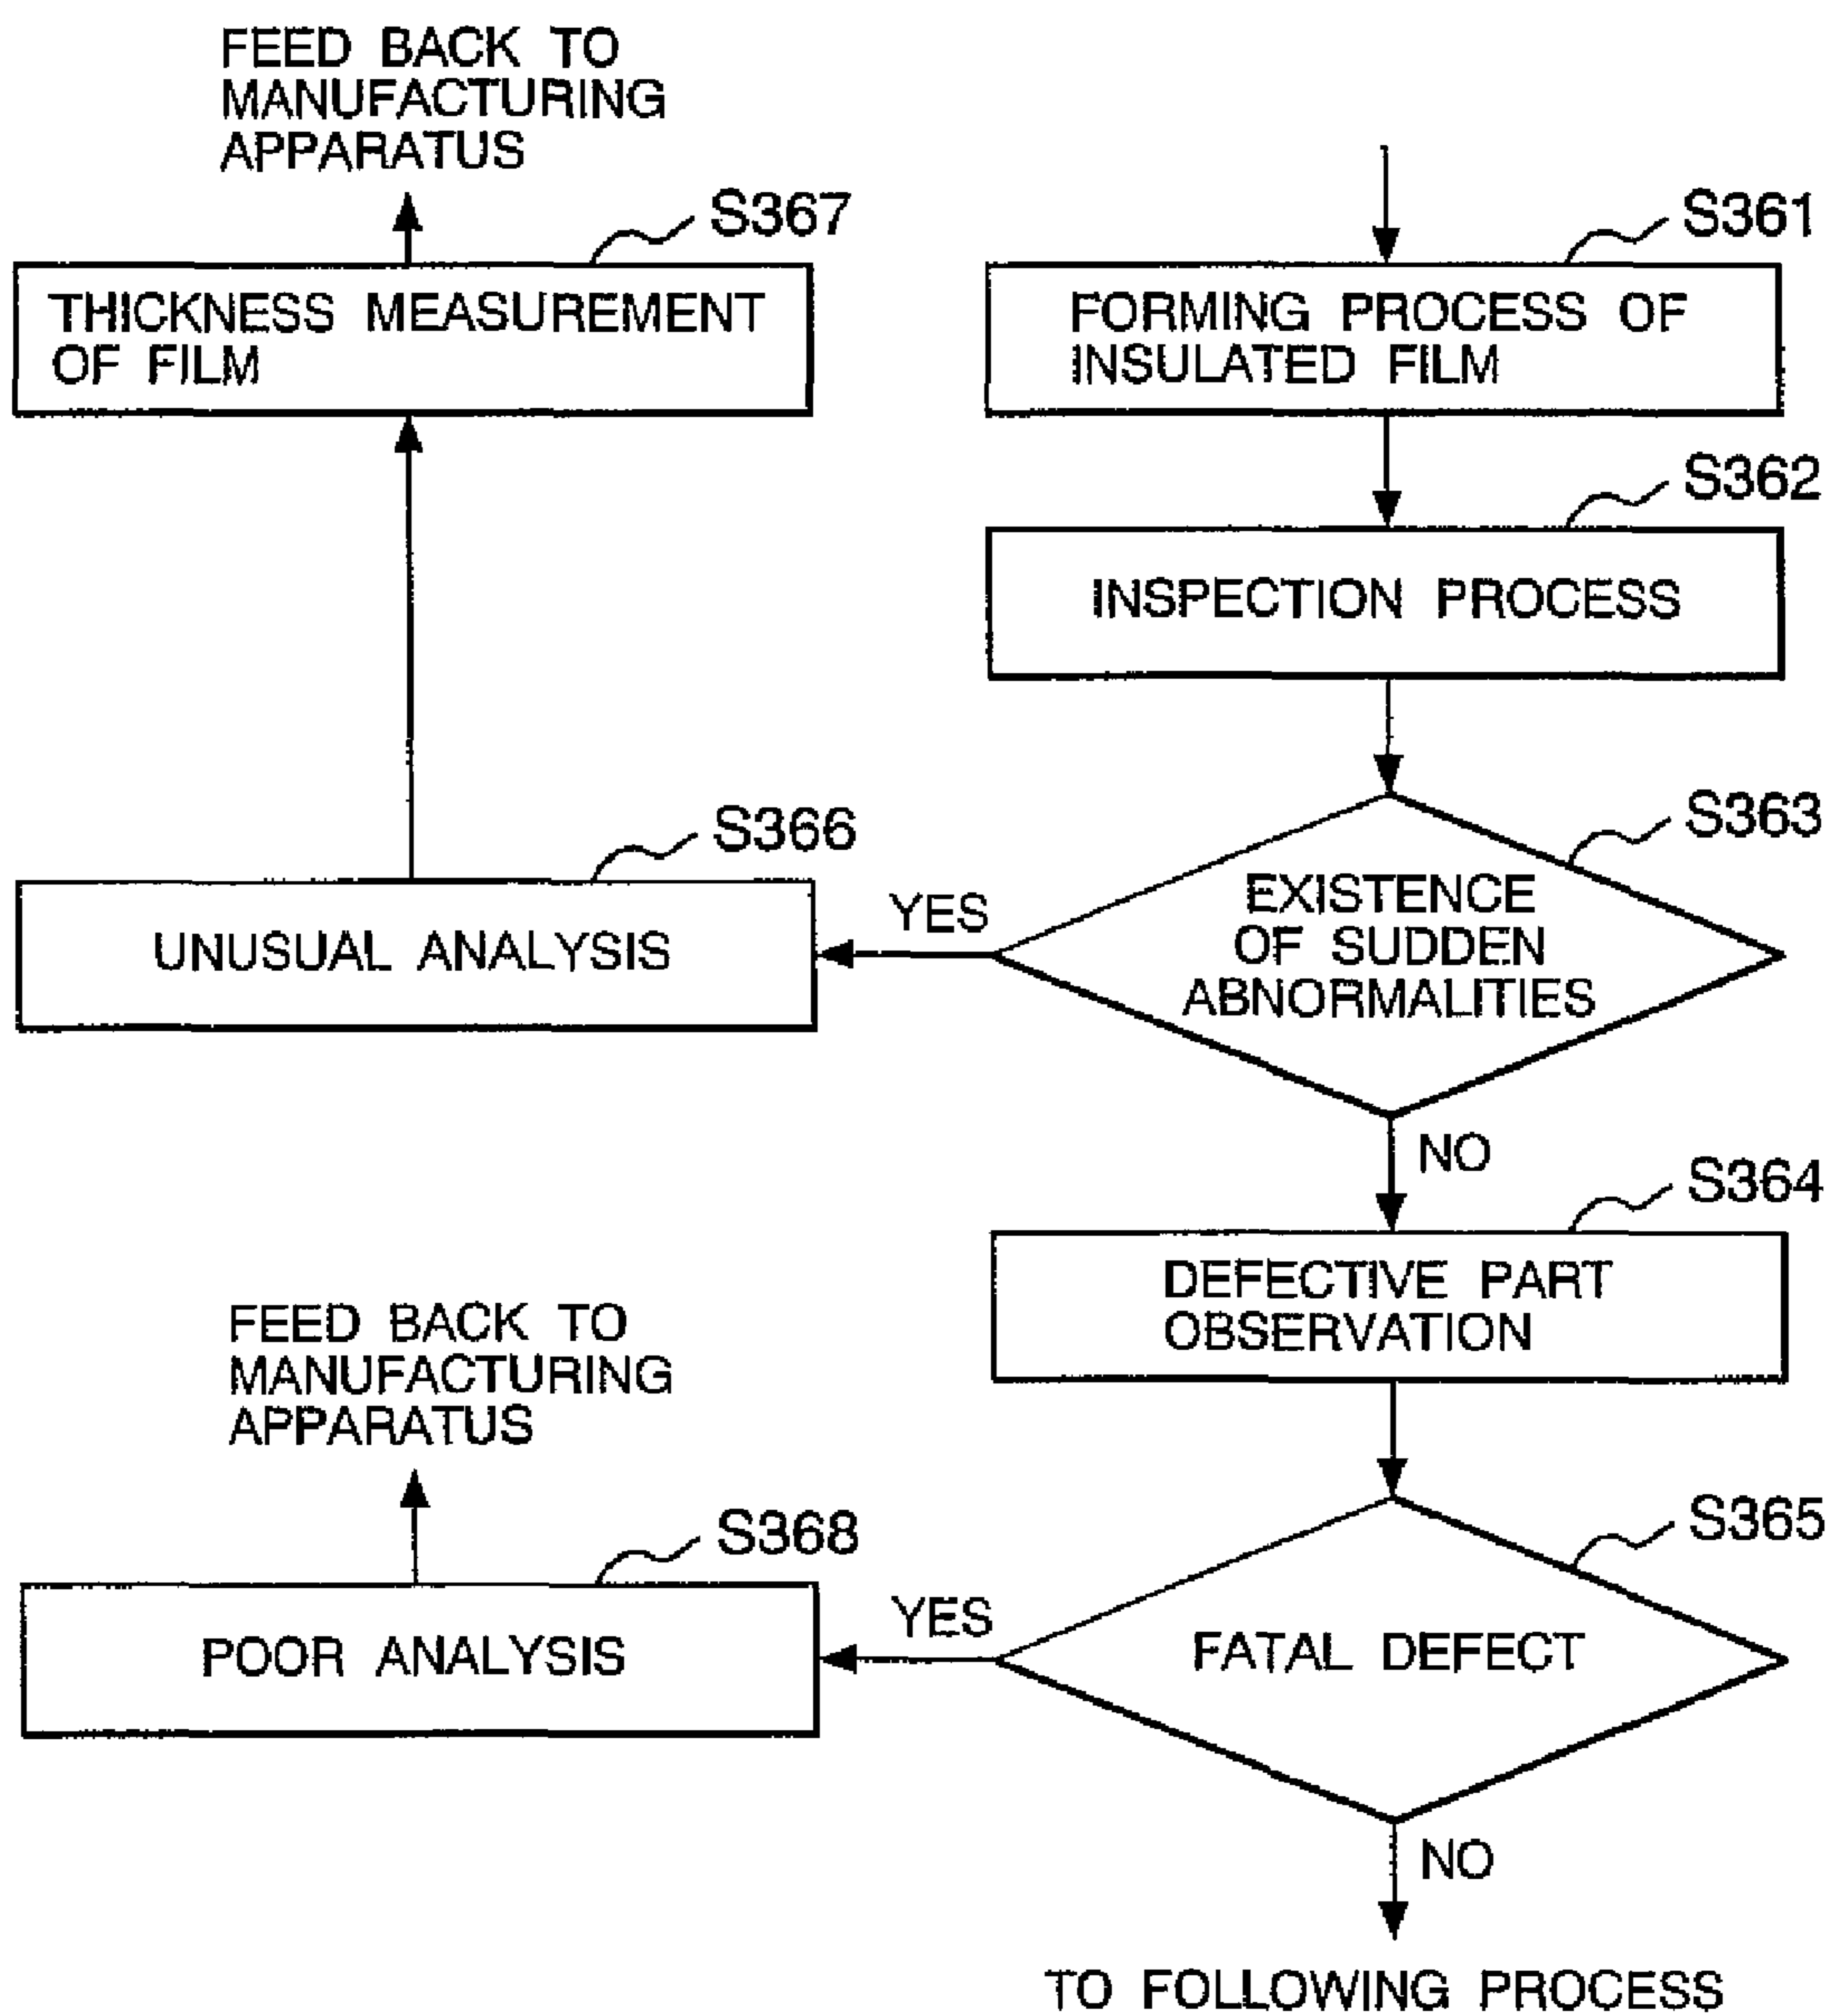 FEED BACK TO
MANUFACTURING
APPARATUS
S367
S361
THICKNESS MEASUREMENT
OF FILM
FORMING PROCESS OF
INSULATED FILM
S362
INSPECTION PROCESS
S363
S366
YES
EXISTENCE
OF SUDDEN
ABNORMALITIES
UNUSUAL ANALYSIS
NO
S364
DEFECTIVE PART
OBSERVATION
FEED BACK TO
MANUFACTURING
APPARATUS
S368
S365
YES
POOR ANALYSIS
FATAL DEFECT
NO
TO FOLLOWING PROCESS